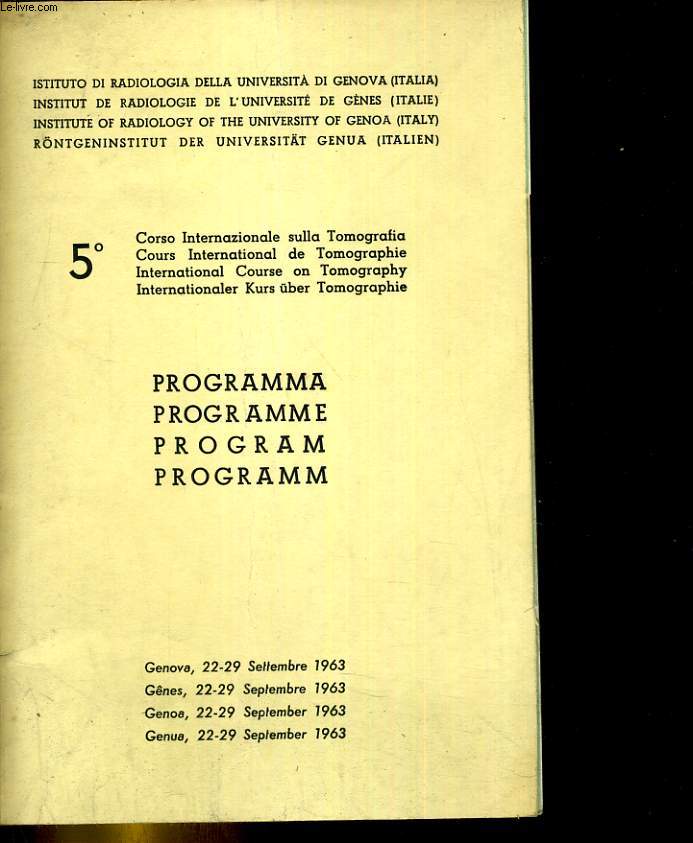 Le-livre.com
ISTITUTO DI RADIOLOGIA DELLA UNIVERSITÀ DI GENOVA (ITALIA)
INSTITUT DE RADIOLOGIE DE L'UNIVERSITÉ DE GÈNES (ITALIE)
INSTITUTE OF RADIOLOGY OF THE UNIVERSITY OF GENOA (ITALY)
RÖNTGENINSTITUT DER UNIVERSITÄT GENUA (ITALIEN)
5°
Corso Internazionale sulla Tomografia
Cours International de Tomographie
International Course on Tomography
Internationaler Kurs über Tomographie
PROGRAMMA
PROGRAMME
PROGRAM
PROGRAMM
Genova, 22-29 Settembre 1963
Gênes, 22-29 Septembre 1963
Genoa, 22-29 September 1963
Genua, 22-29 September 1963